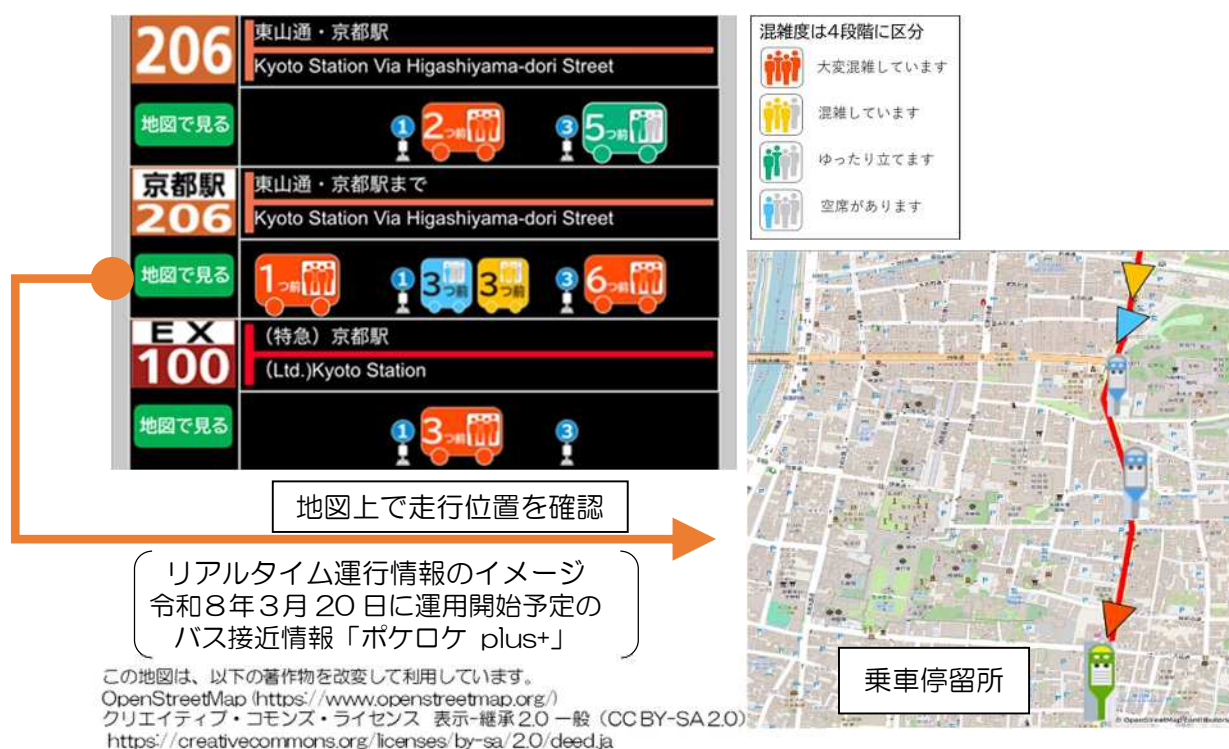 206
東山通・京都駅
Kyoto Station Via Higashiyama-dori Street
地図で見る
1
2つ前
3
5つ前
京都駅
206
東山通・京都駅まで
Kyoto Station Via Higashiyama-dori Street
地図で見る
1つ前
1
3つ前
3つ前
3
6つ前
EX
100
(特急) 京都駅
(Ltd.)Kyoto Station
地図で見る
1
3つ前
3
混雑度は4段階に区分
大変混雑しています
混雑しています
ゆったり立てます
空席があります
地図上で走行位置を確認
リアルタイム運行情報のイメージ
令和8年3月20日に運用開始予定の
バス接近情報「ポケロケ plus+」
乗車停留所
© OpenStreetMap contributors
この地図は、以下の著作物を改変して利用しています。
OpenStreetMap (https://www.openstreetmap.org/)
クリエイティブ・コモンズ・ライセンス 表示-継承2.0 一般 (CC BY-SA 2.0)
https://creativecommons.org/licenses/by-sa/2.0/deed.ja